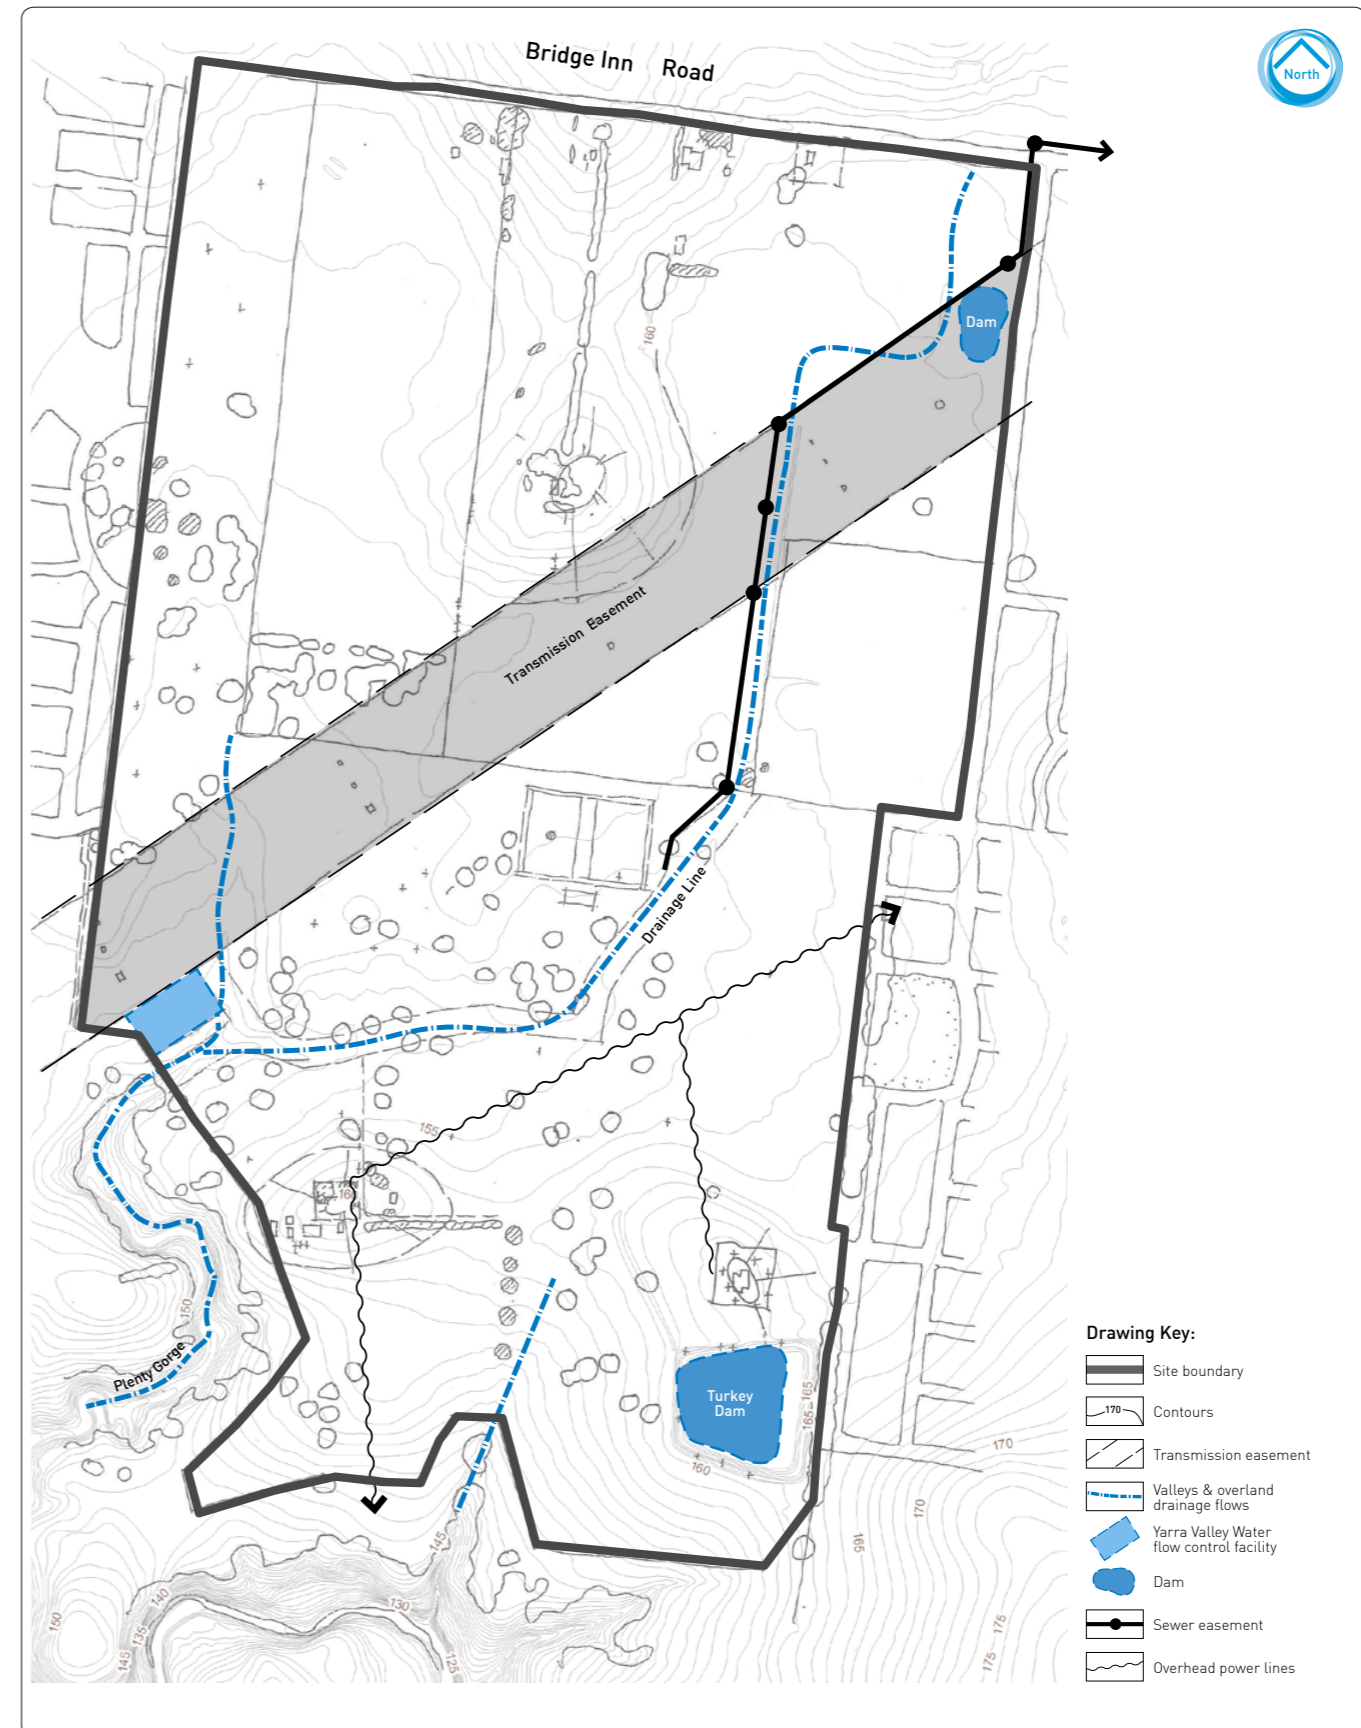 Bridge Inn Road
North
Dam
160
Transmission Easement
Drainage Line
155
160
150
Plenty Gorge
Turkey
Dam
165
165
160
170
170
165
175
175
145
140
135
145
150
130
125
Drawing Key:
Site boundary
170
Contours
Transmission easement
Valleys & overland
drainage flows
Yarra Valley Water
flow control facility
Dam
Sewer easement
Overhead power lines